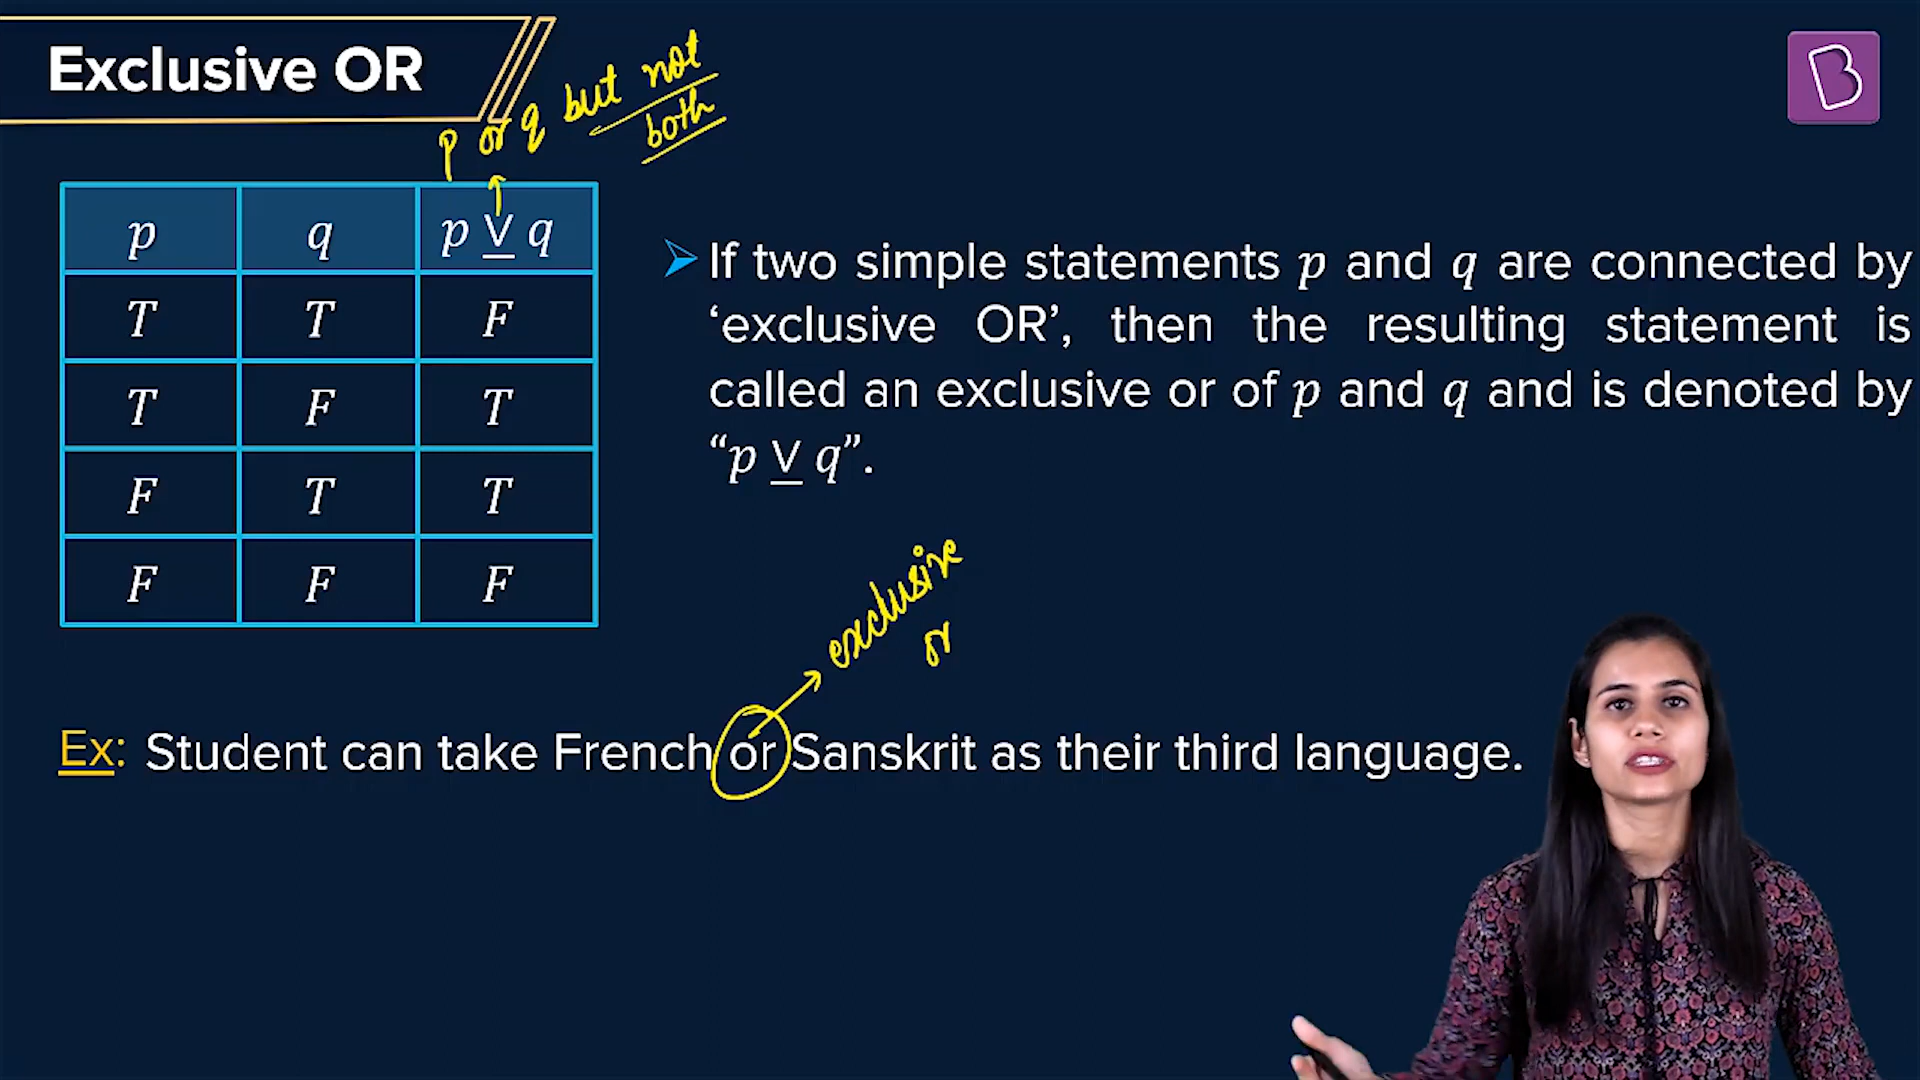 Exclusive OR
p or q but not
both
p q p ⊻ q
T T F
T F T
F T T
F F F
If two simple statements p and q are connected by
‘exclusive OR’, then the resulting statement is
called an exclusive or of p and q and is denoted by
“p ⊻ q”.
exclusive
or
Ex: Student can take French or Sanskrit as their third language.
B